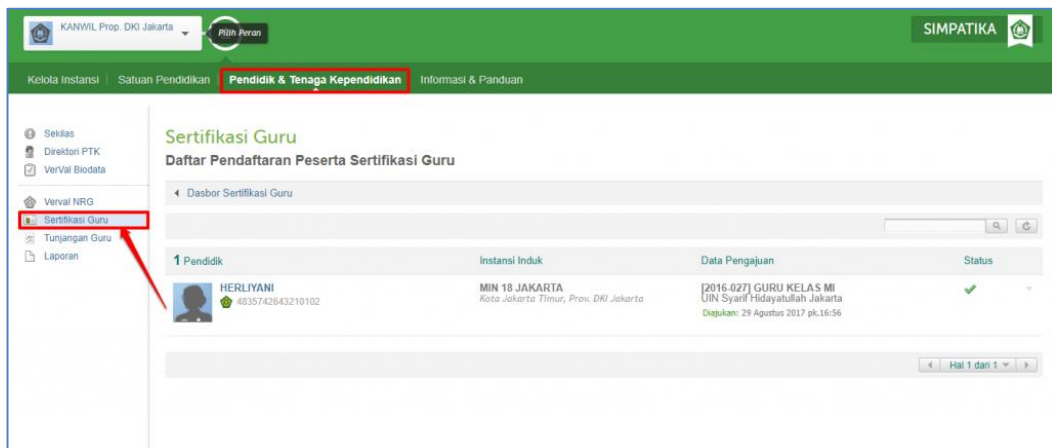 KANWIL Prop. DKI Jakarta
Pilih Peran
SIMPATIKA
Kelola Instansi | Satuan Pendidikan | Pendidik & Tenaga Kependidikan Informasi & Panduan
Sekilas
Direktori PTK
VerVal Biodata
Verval NRG
Sertifikasi Guru
Tunjangan Guru
Laporan
Sertifikasi Guru
Daftar Pendaftaran Peserta Sertifikasi Guru
Dasbor Sertifikasi Guru
1 Pendidik Instansi Induk Data Pengajuan Status
HERLIYANI MIN 18 JAKARTA [2016-027] GURU KELAS MI
4835742643210102 Kota Jakarta Timur, Prov. DKI Jakarta UIN Syarif Hidayatullah Jakarta
Diajukan: 29 Agustus 2017 pk.16:56
Hal 1 dari 1